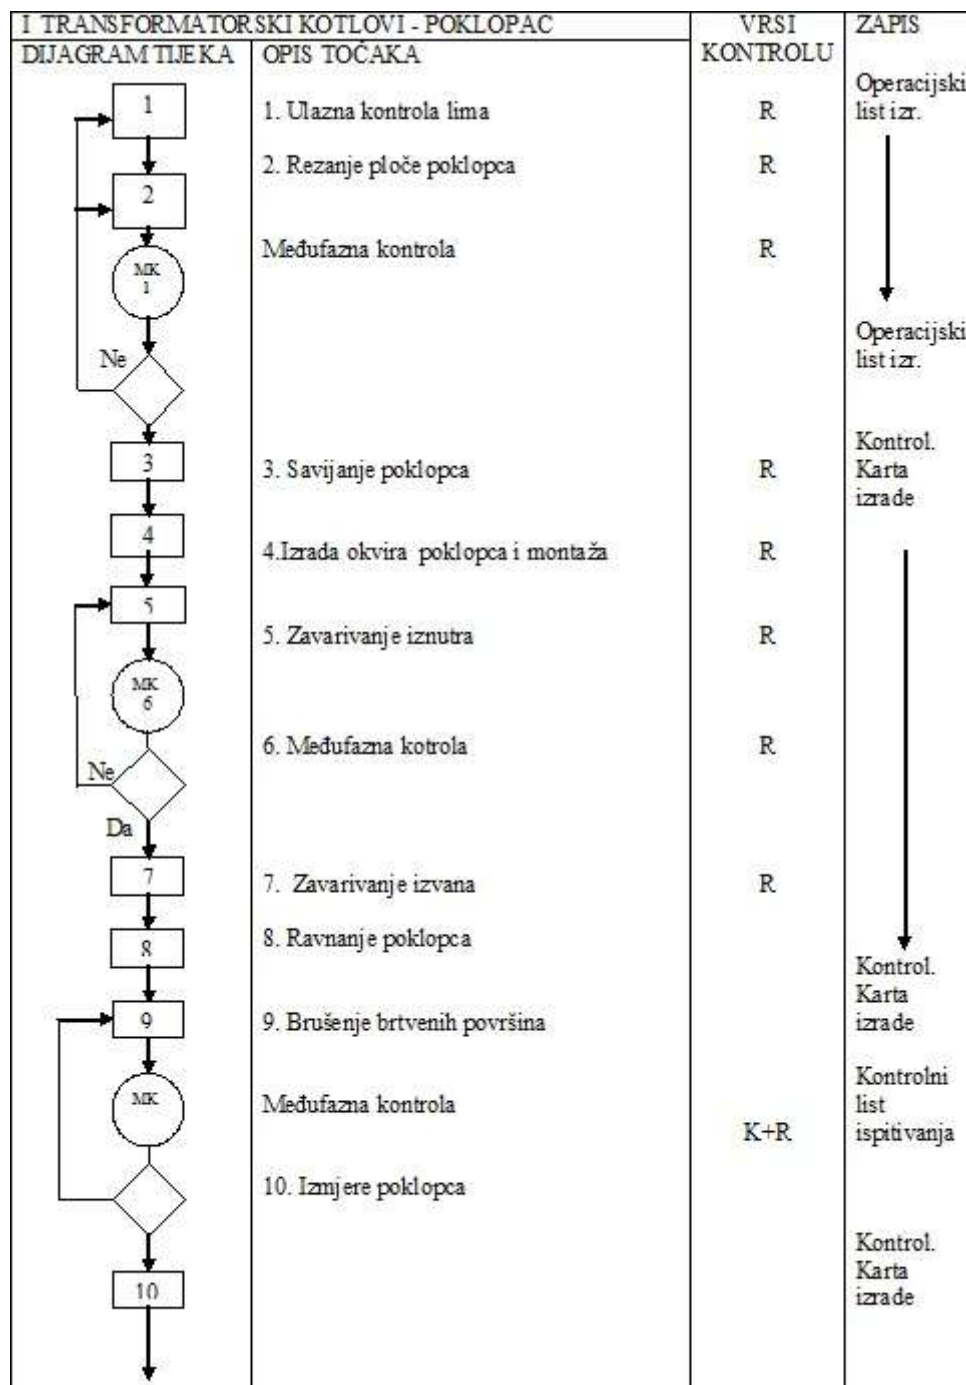 I TRANSFORMATORSKI KOTLOVI - POKLOPAC
VRSI
KONTROLU
ZAPIS
DIJAGRAM TIJEKA
OPIS TOČAKA
1
1. Ulazna kontrola lima
R
Operacijski
list izr.
2
2. Rezanje ploče poklopca
R
MK
1
Međufazna kontrola
R
Ne
Operacijski
list izr.
3
3. Savijanje poklopca
R
Kontrol.
Karta
izrade
4
4.Izrada okvira poklopca i montaža
R
5
5. Zavarivanje iznutra
R
MK
6
6. Međufazna kotrola
R
Ne
Da
7
7. Zavarivanje izvana
R
8
8. Ravnanje poklopca
Kontrol.
Karta
izrade
9
9. Brušenje brtvenih površina
MK
Međufazna kontrola
K+R
Kontrolni
list
ispitivanja
10. Izmjere poklopca
10
Kontrol.
Karta
izrade